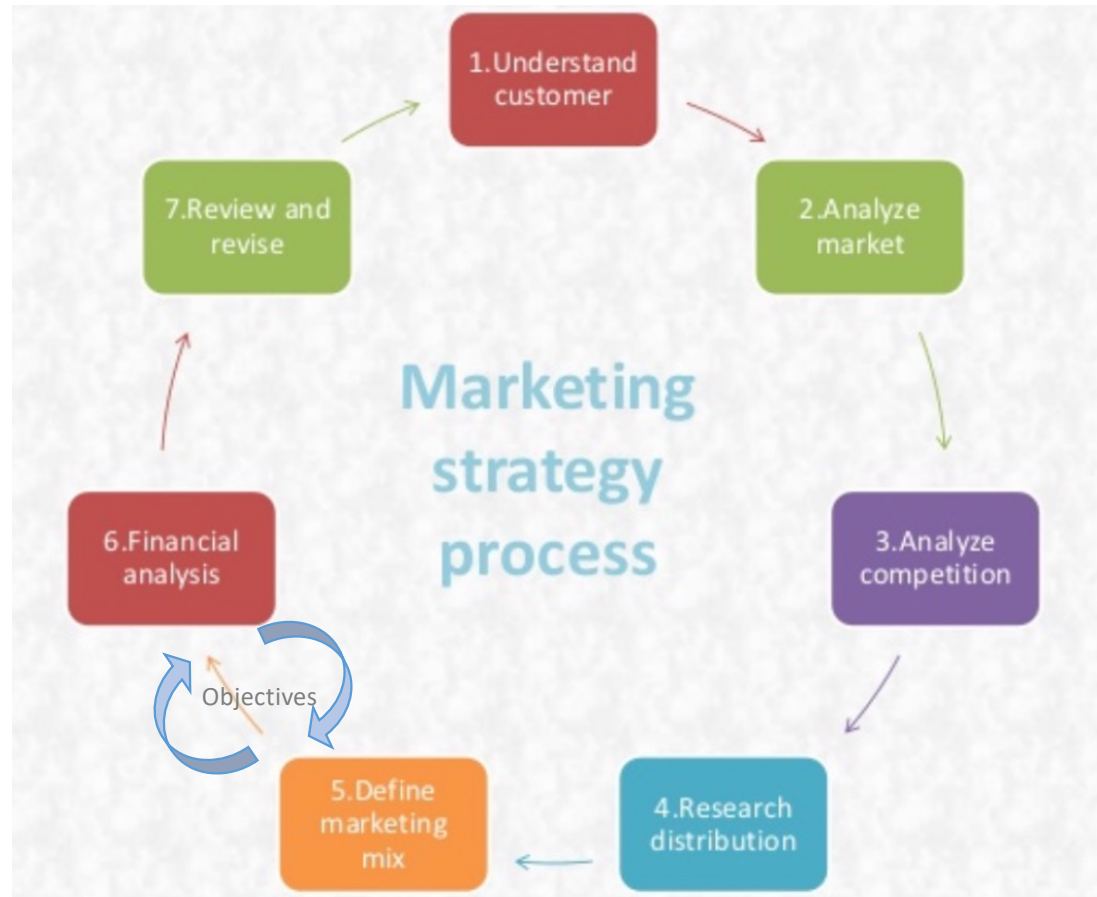 1.Understand
customer
2.Analyze
market
3.Analyze
competition
4.Research
distribution
5.Define
marketing
mix
Objectives
6.Financial
analysis
7.Review and
revise
Marketing
strategy
process